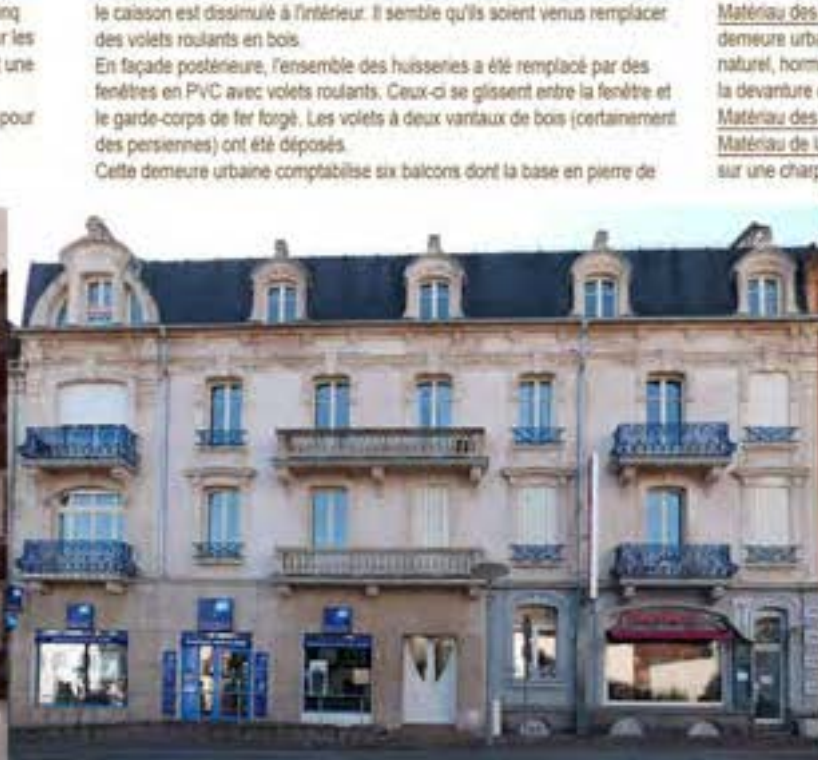 nq
r les
t une
pour
le caisson est dissimulé à l'intérieur. Il semble qu'ils soient venus remplacer
des volets roulants en bois.
En façade postérieure, l'ensemble des huisseries a été remplacé par des
fenêtres en PVC avec volets roulants. Ceux-ci se glissent entre la fenêtre et
le garde-corps de fer forgé. Les volets à deux vantaux de bois (certainement
des persiennes) ont été déposés.
Cette demeure urbaine comptabilise six balcons dont la base en pierre de
Matériau des
demeure urba
naturel, horm
la devanture
Matériau des
Matériau de l
sur une charp